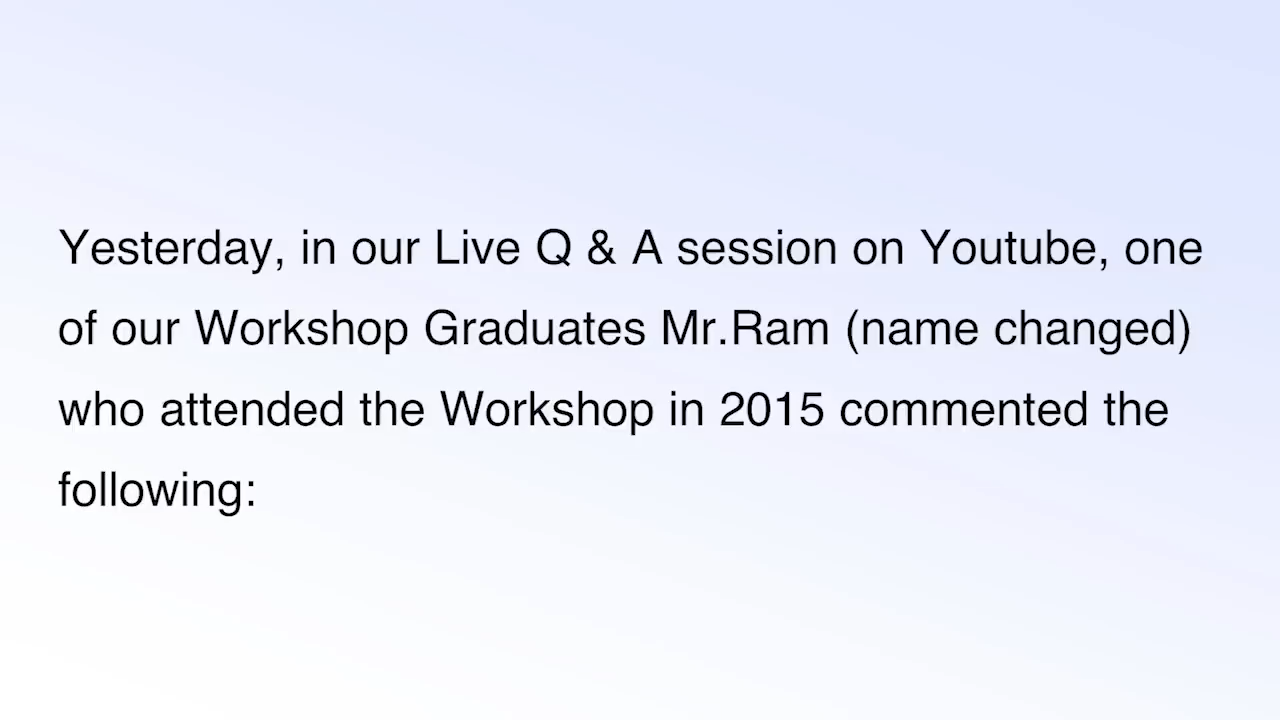 Yesterday, in our Live Q & A session on Youtube, one
of our Workshop Graduates Mr.Ram (name changed)
who attended the Workshop in 2015 commented the
following: